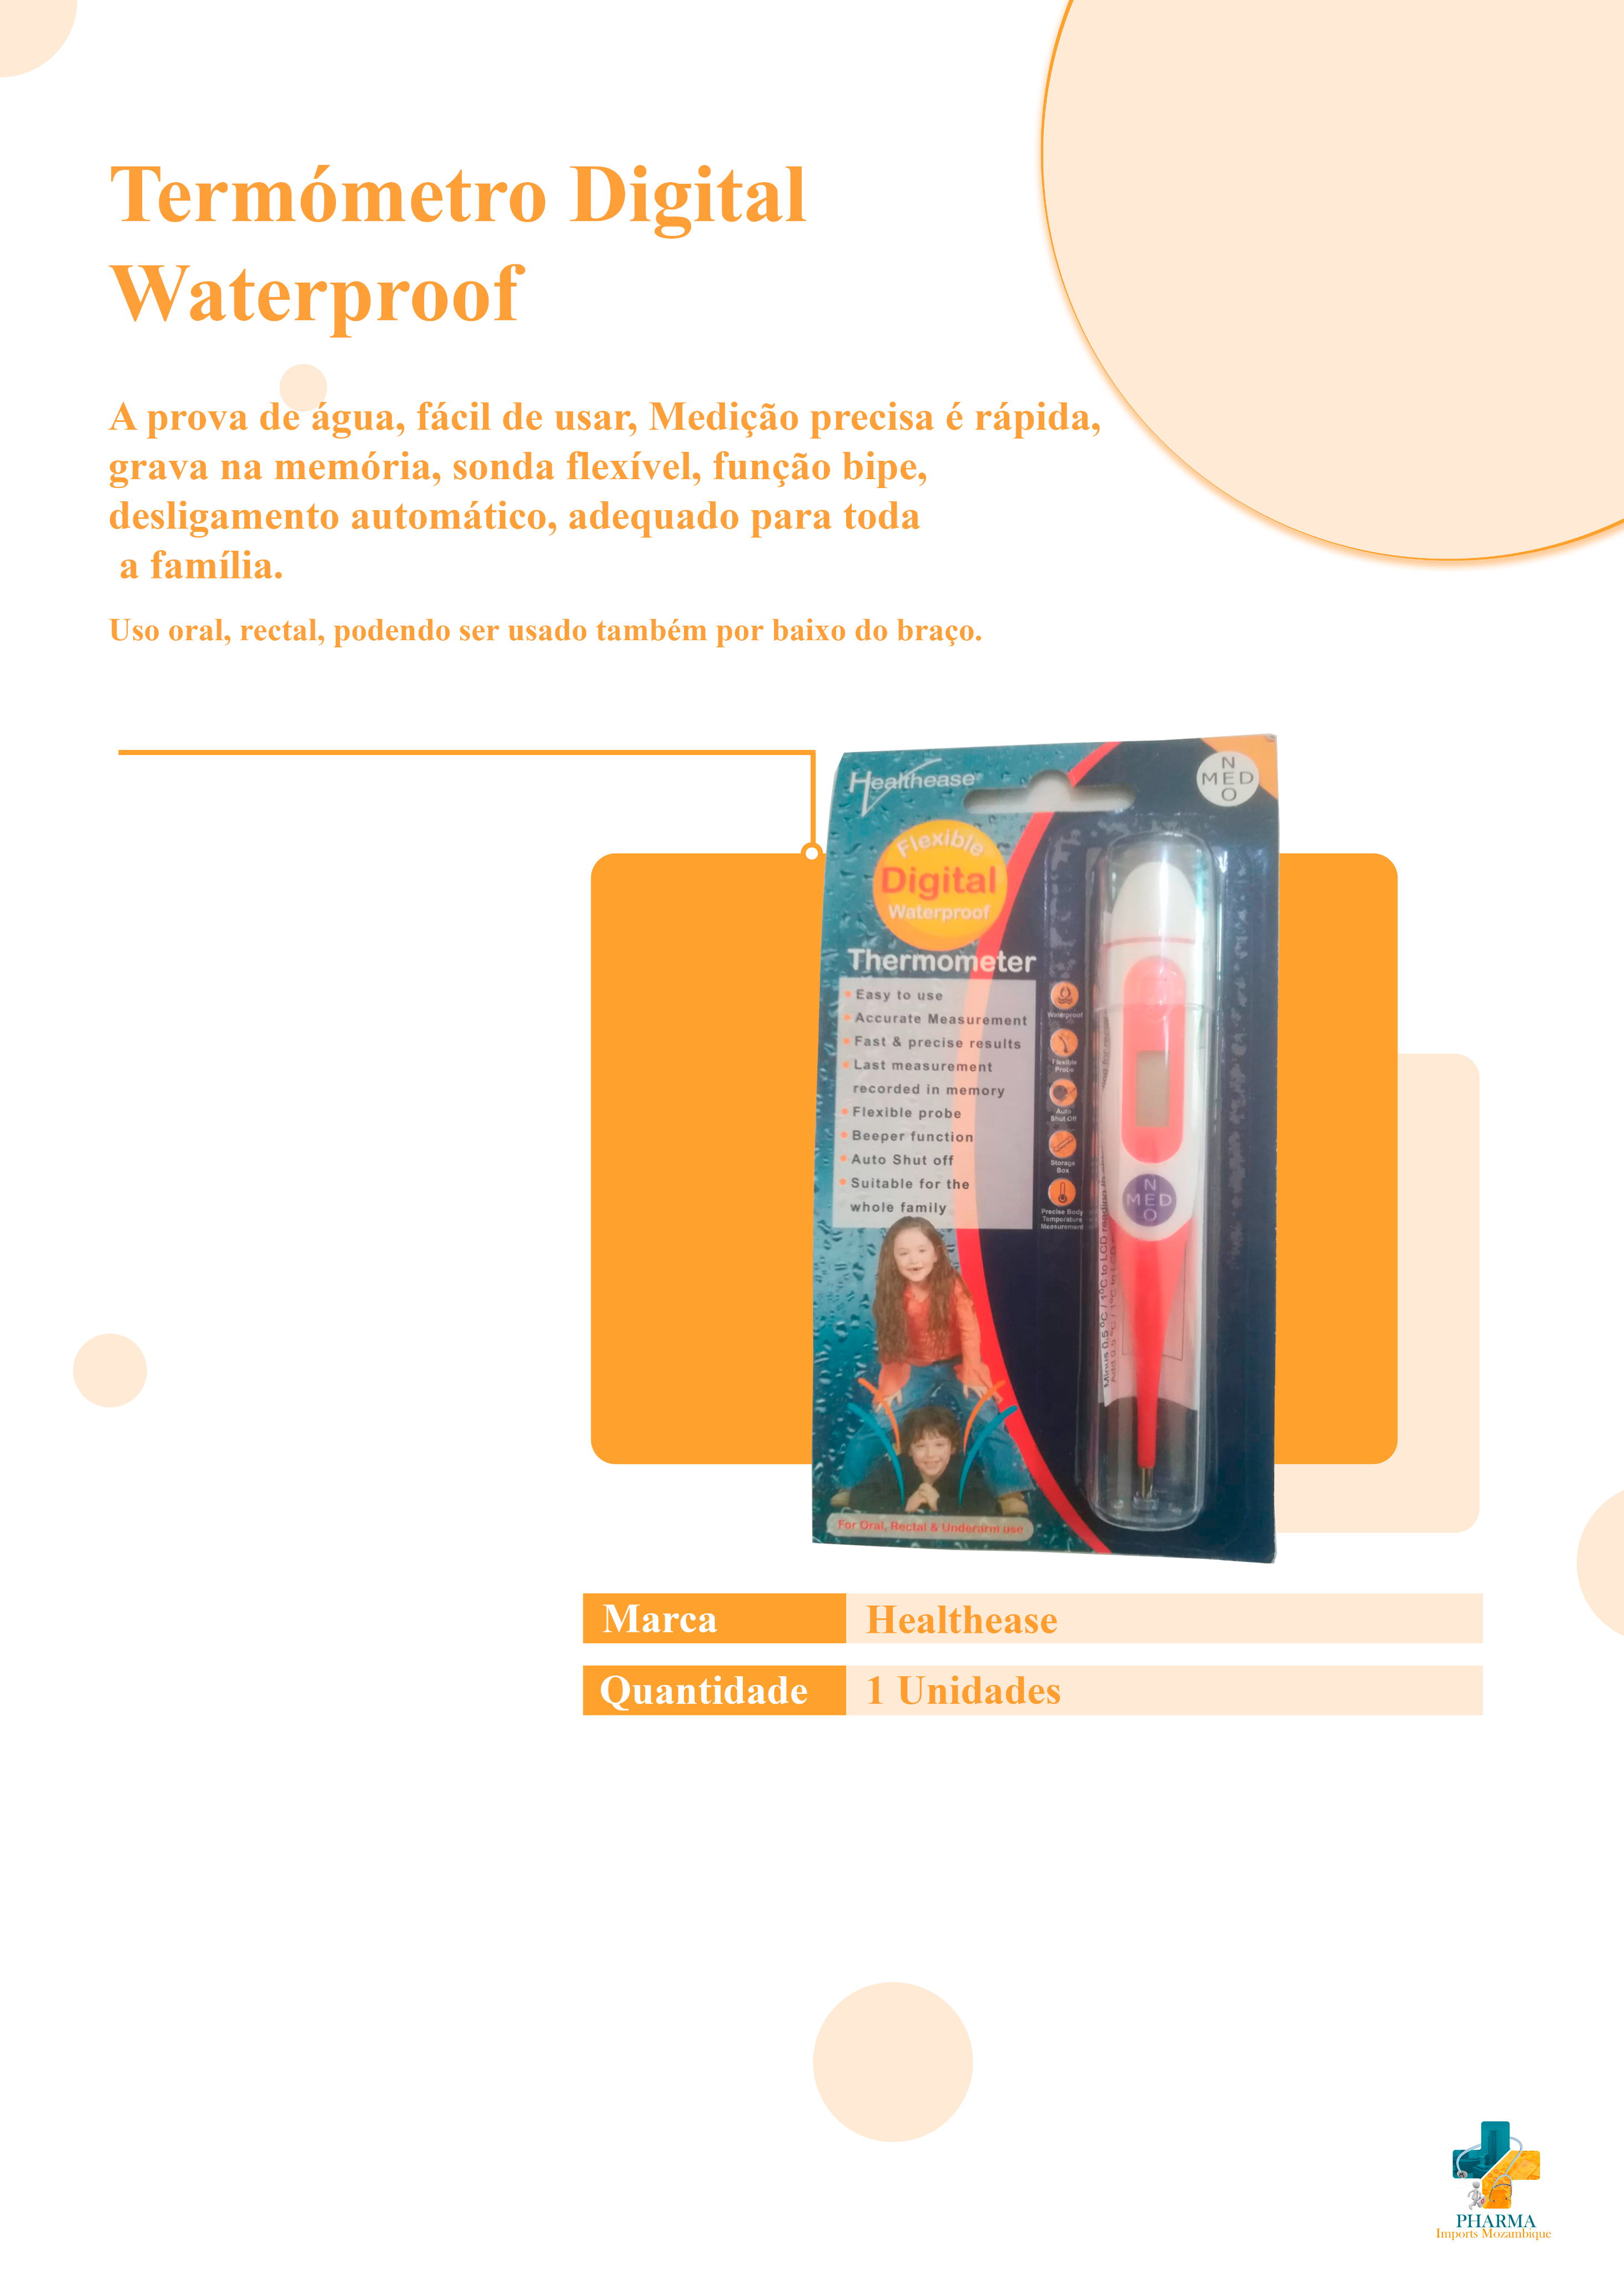 Termómetro Digital
Waterproof
A prova de água, fácil de usar, Medição precisa é rápida,
grava na memória, sonda flexível, função bipe,
desligamento automático, adequado para toda
a família.
Uso oral, rectal, podendo ser usado também por baixo do braço.
Healthease
N
MED
O
Flexible
Digital
Waterproof
Thermometer
Easy to use
Accurate Measurement
Fast & precise results
Last measurement
recorded in memory
Flexible probe
Beeper function
Auto Shut off
Suitable for the
whole family
Waterproof
Flexible
Probe
Auto
Shut-Off
Storage
Box
Precise Body
Temperature
Measurement
N
MED
O
Minus 0.5 °C / 1°C to LCD reading
For Oral, Rectal & Underarm use
Marca
Healthease
Quantidade
1 Unidades
PHARMA
Imports Mozambique